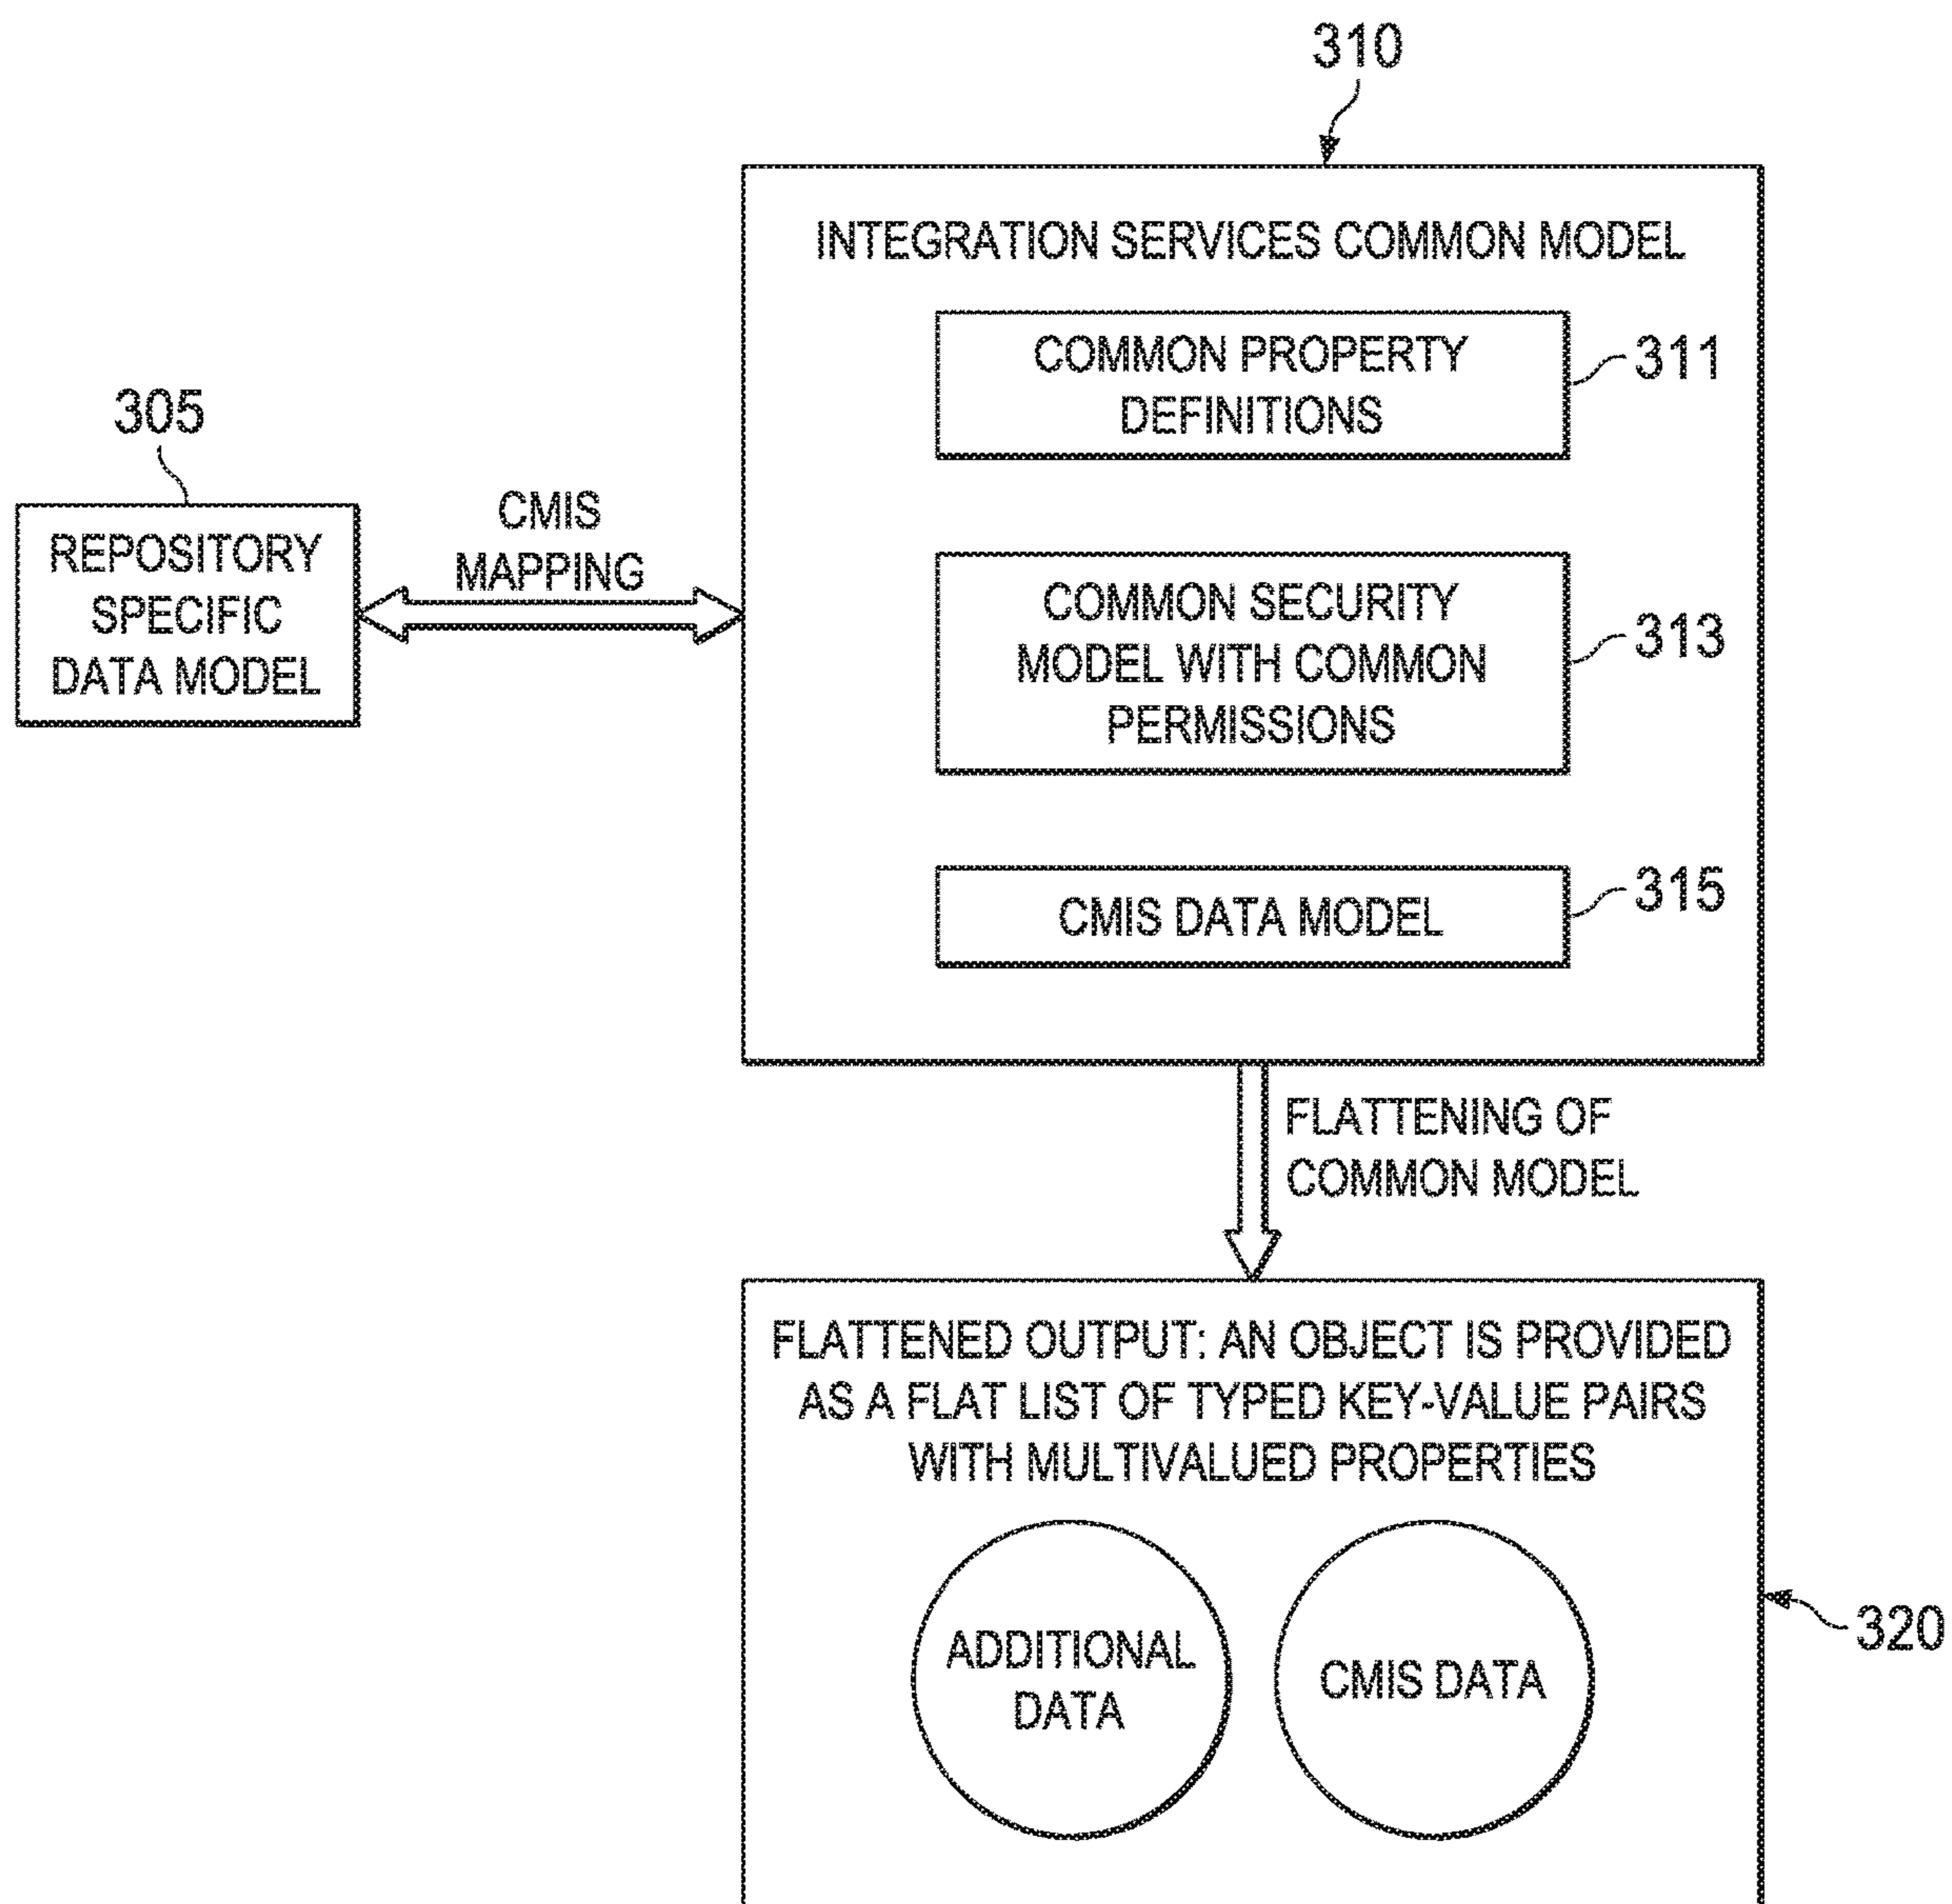 310
INTEGRATION SERVICES COMMON MODEL
COMMON PROPERTY
DEFINITIONS
311
305
REPOSITORY
SPECIFIC
DATA MODEL
CMIS
MAPPING
COMMON SECURITY
MODEL WITH COMMON
PERMISSIONS
313
CMIS DATA MODEL
315
FLATTENING OF
COMMON MODEL
FLATTENED OUTPUT: AN OBJECT IS PROVIDED
AS A FLAT LIST OF TYPED KEY-VALUE PAIRS
WITH MULTIVALUED PROPERTIES
ADDITIONAL
DATA
CMIS DATA
320